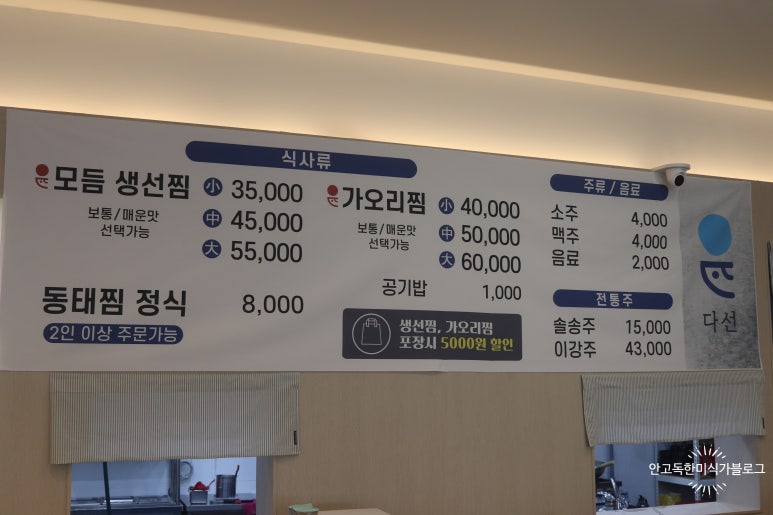 식사류
모듬 생선찜
보통/매운맛
선택가능
小 35,000
中 45,000
大 55,000
동태찜 정식 8,000
2인 이상 주문가능
가오리찜
보통/매운맛
선택가능
小 40,000
中 50,000
大 60,000
공기밥 1,000
생선찜, 가오리찜
포장시 5000원 할인
주류 / 음료
소주 4,000
맥주 4,000
음료 2,000
전통주
솔송주 15,000
이강주 43,000
다선
안고독한미식가블로그